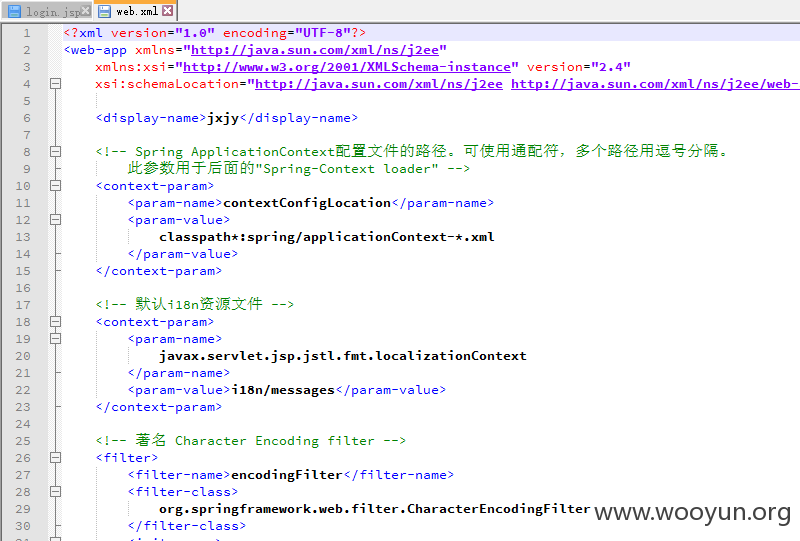 login.jsp web.xml
1 <?xml version="1.0" encoding="UTF-8"?>
2 <web-app xmlns="http://java.sun.com/xml/ns/j2ee"
3 xmlns:xsi="http://www.w3.org/2001/XMLSchema-instance" version="2.4"
4 xsi:schemaLocation="http://java.sun.com/xml/ns/j2ee http://java.sun.com/xml/ns/j2ee/web-
5
6 <display-name>jxjy</display-name>
7
8 <!-- Spring ApplicationContext配置文件的路径。可使用通配符，多个路径用逗号分隔。
9 此参数用于后面的"Spring-Context loader" -->
10 <context-param>
11 <param-name>contextConfigLocation</param-name>
12 <param-value>
13 classpath*:spring/applicationContext-*.xml
14 </param-value>
15 </context-param>
16
17 <!-- 默认i18n资源文件 -->
18 <context-param>
19 <param-name>
20 javax.servlet.jsp.jstl.fmt.localizationContext
21 </param-name>
22 <param-value>i18n/messages</param-value>
23 </context-param>
24
25 <!-- 著名 Character Encoding filter -->
26 <filter>
27 <filter-name>encodingFilter</filter-name>
28 <filter-class>
29 org.springframework.web.filter.CharacterEncodingFilter
30 </filter-class>
www.wooyun.org